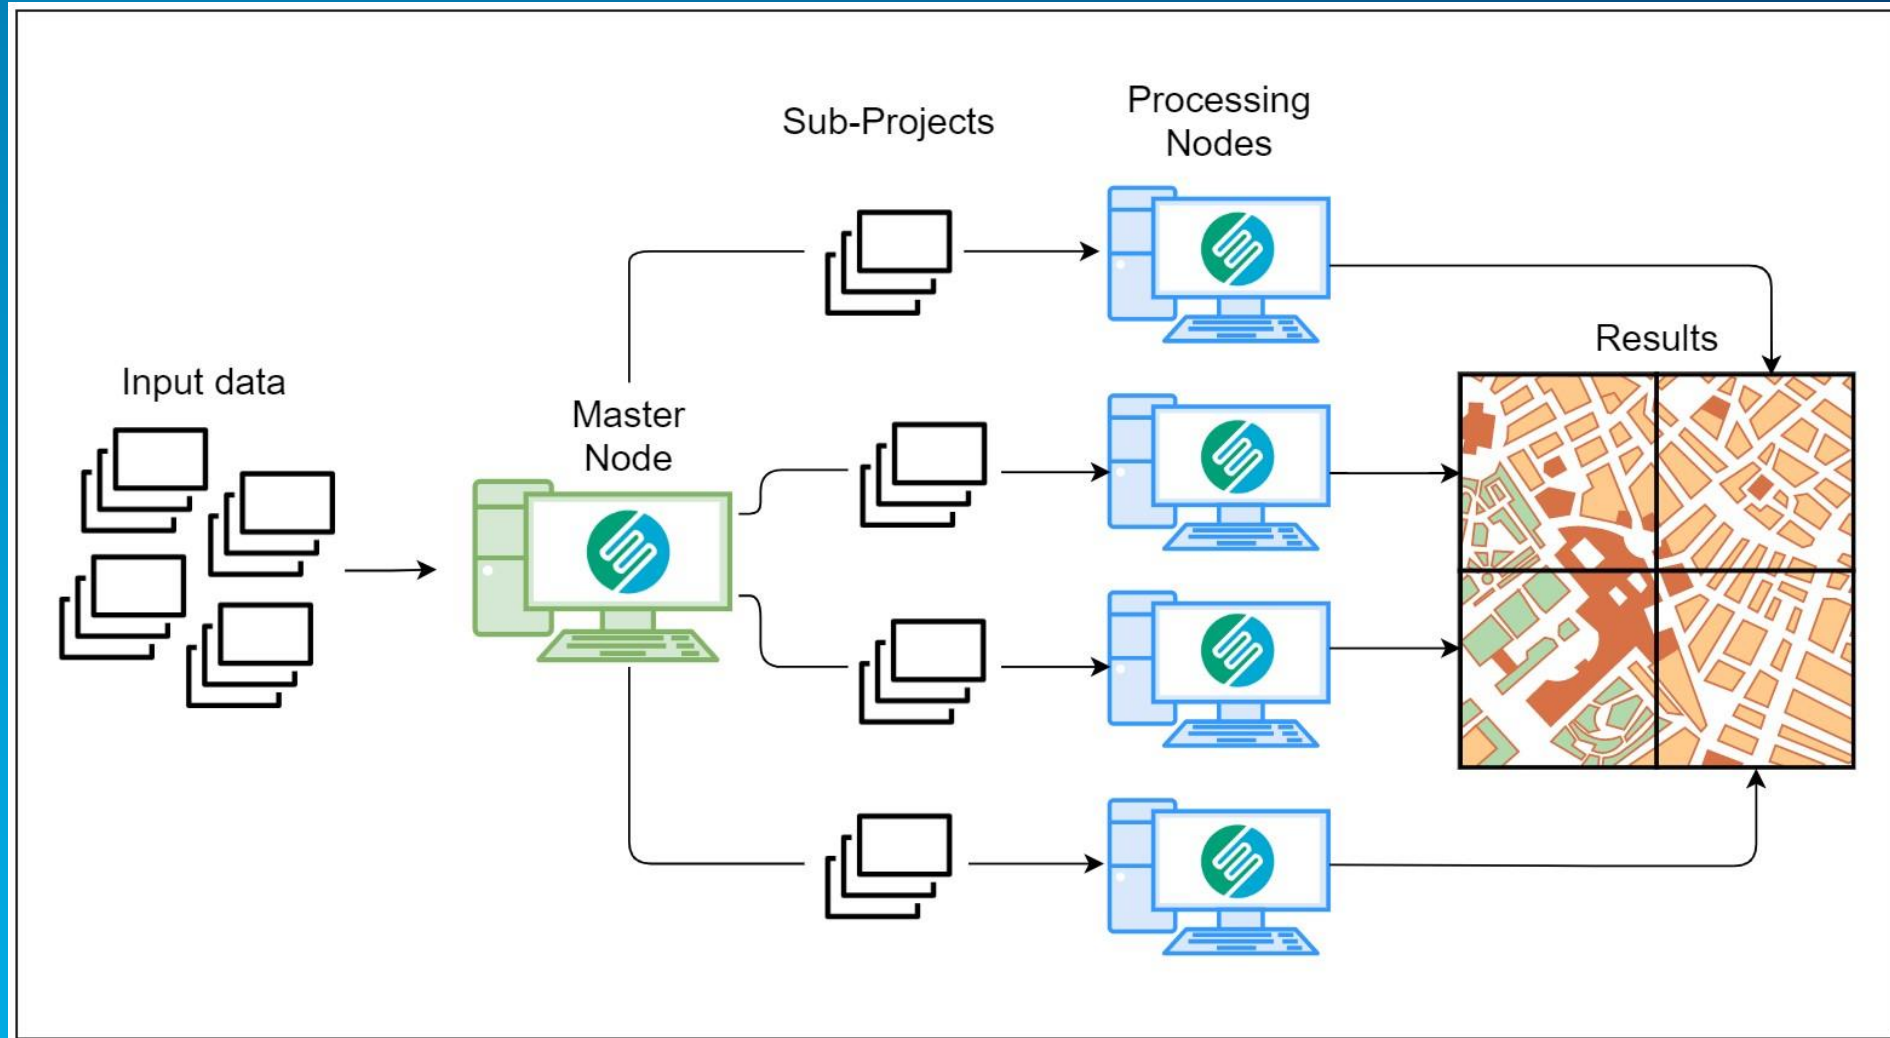 Input data
Master
Node
Sub-Projects
Processing
Nodes
Results